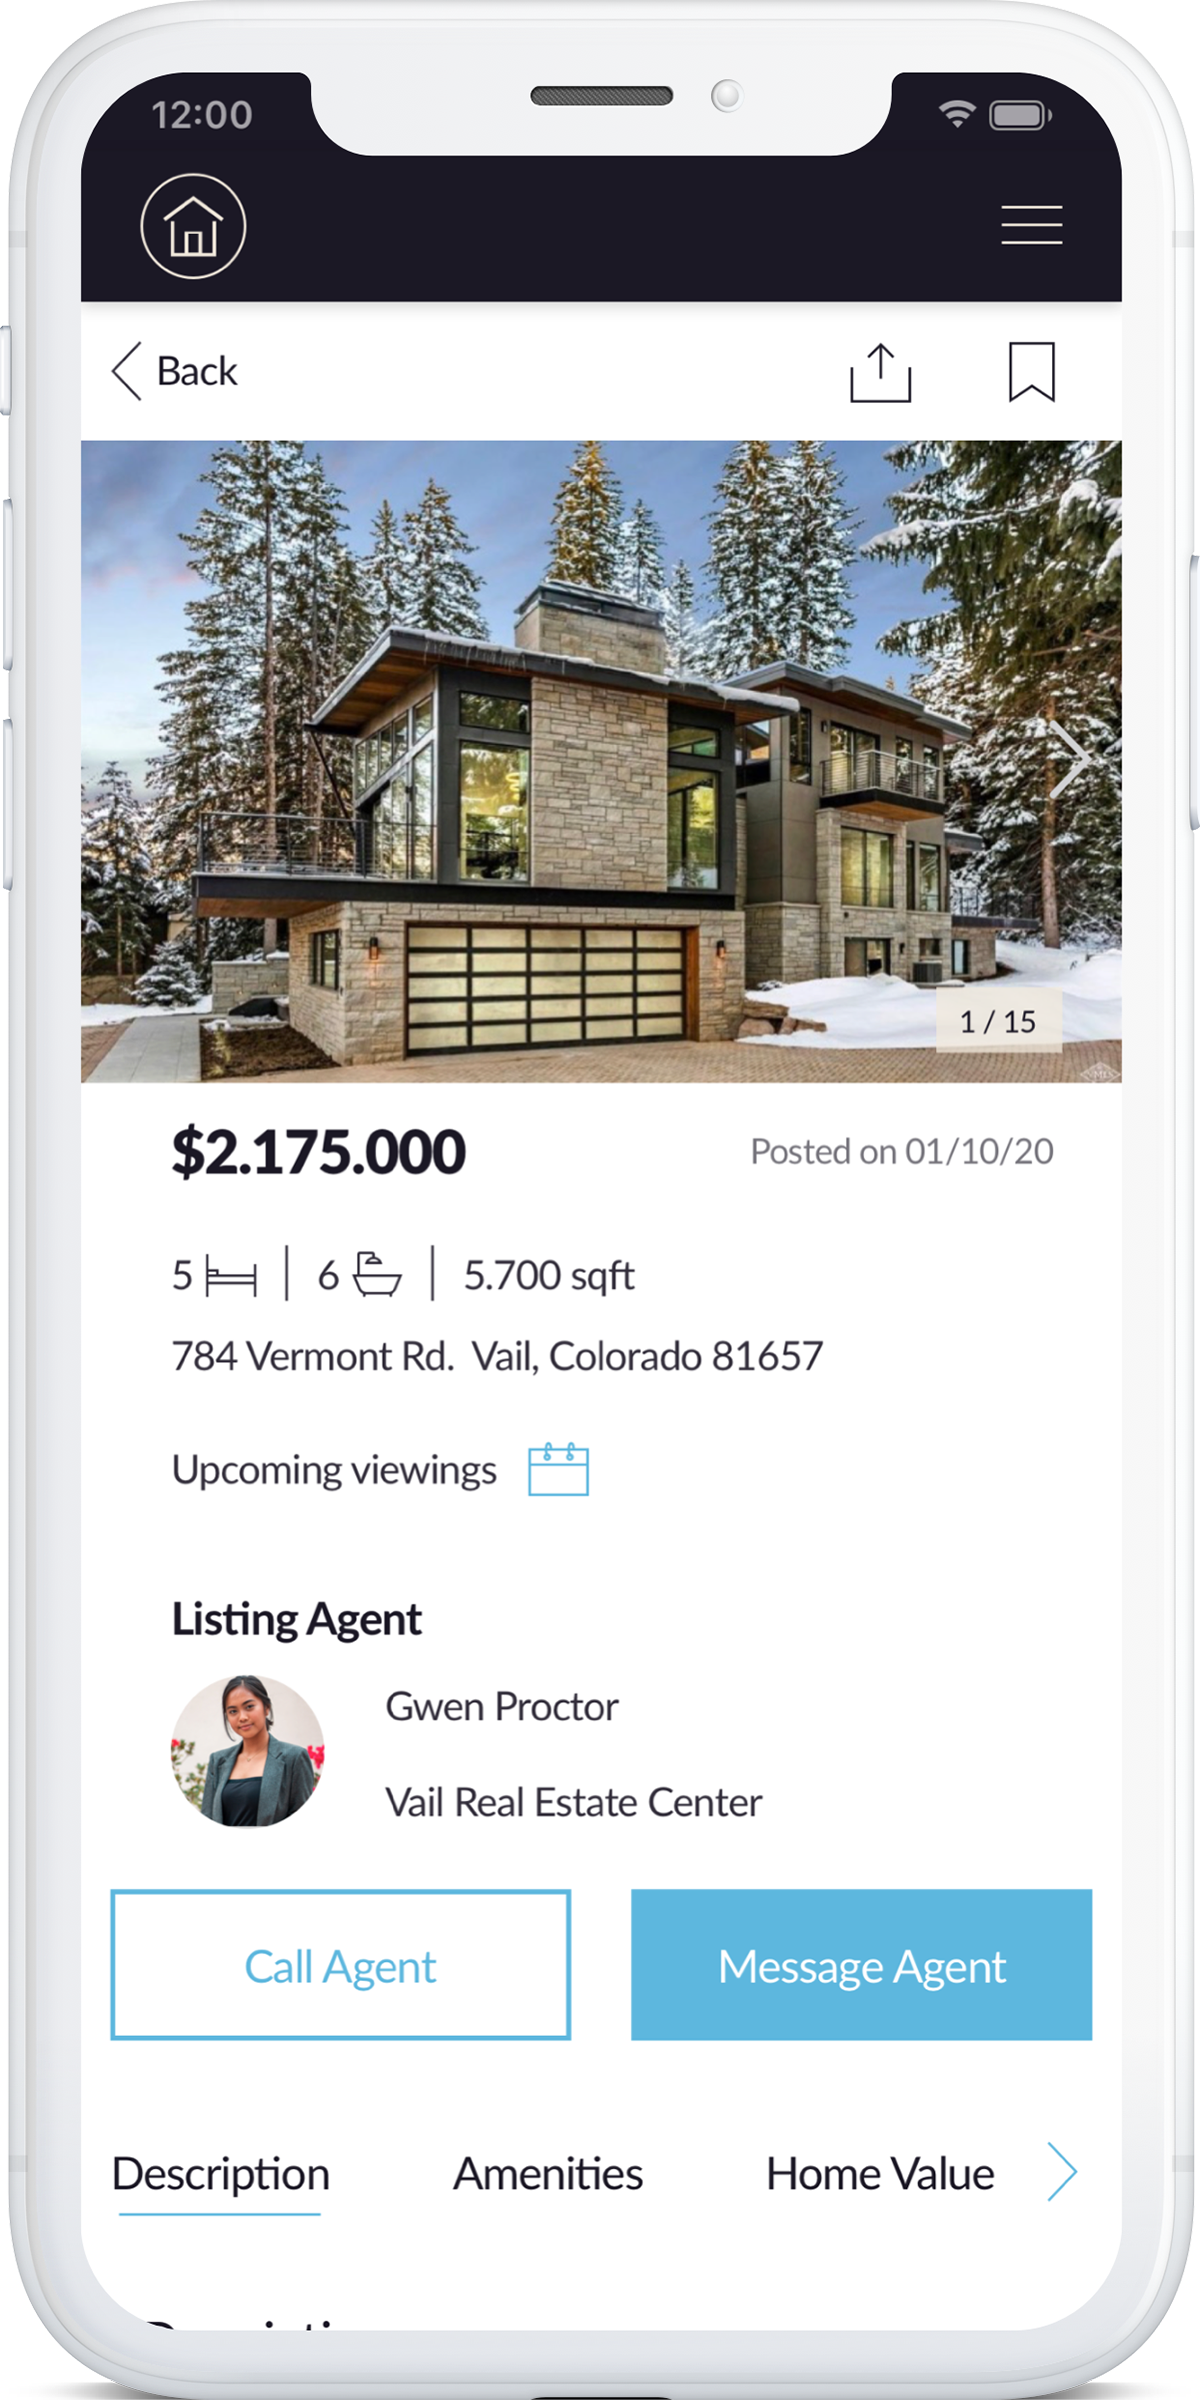 12:00
Back
1 / 15
$2.175.000
Posted on 01/10/20
5
6
5.700 sqft
784 Vermont Rd. Vail, Colorado 81657
Upcoming viewings
Listing Agent
Gwen Proctor
Vail Real Estate Center
Call Agent
Message Agent
Description
Amenities
Home Value